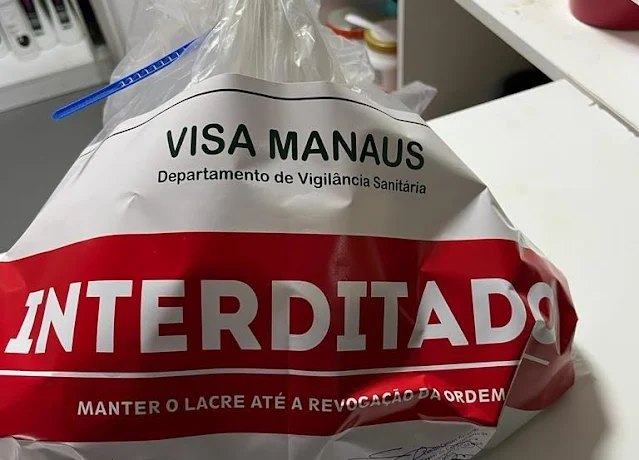 VISA MANAUS
Departamento de Vigilância Sanitária
INTERDITADO
MANTER O LACRE ATÉ A REVOGAÇÃO DA ORDEM